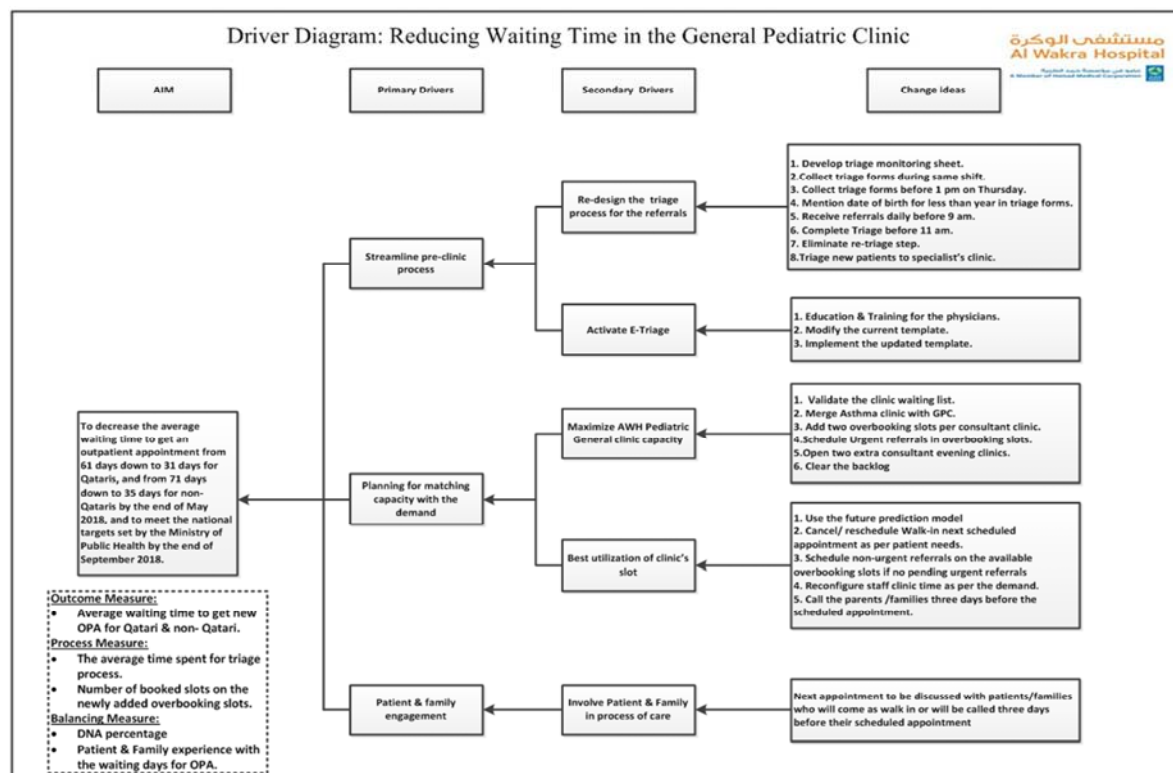 Driver Diagram: Reducing Waiting Time in the General Pediatric Clinic
مستشفى الوكرة
Al Wakra Hospital
A Member of Hamad Medical Corporation
AIM
Primary Drivers
Secondary Drivers
Change ideas
1. Develop triage monitoring sheet.
2.Collect triage forms during same shift.
3. Collect triage forms before 1 pm on Thursday.
4. Mention date of birth for less than year in triage forms.
5. Receive referrals daily before 9 am.
6. Complete Triage before 11 am.
7. Eliminate re-triage step.
8.Triage new patients to specialist's clinic.
Re-design the triage
process for the referrals
Streamline pre-clinic
process
Activate E-Triage
1. Education & Training for the physicians.
2. Modify the current template.
3. Implement the updated template.
To decrease the average
waiting time to get an
outpatient appointment from
61 days down to 31 days for
Qataris, and from 71 days
down to 35 days for non-
Qataris by the end of May
2018, and to meet the national
targets set by the Ministry of
Public Health by the end of
September 2018.
Planning for matching
capacity with the
demand
Maximize AWH Pediatric
General clinic capacity
1. Validate the clinic waiting list.
2. Merge Asthma clinic with GPC.
3. Add two overbooking slots per consultant clinic.
4.Schedule Urgent referrals in overbooking slots.
5.Open two extra consultant evening clinics.
6. Clear the backlog
Best utilization of clinic's
slot
1. Use the future prediction model
2. Cancel/ reschedule Walk-in next scheduled
appointment as per patient needs.
3. Schedule non-urgent referrals on the available
overbooking slots if no pending urgent referrals
4. Reconfigure staff clinic time as per the demand.
5. Call the parents /families three days before the
scheduled appointment.
Outcome Measure:
• Average waiting time to get new
OPA for Qatari & non- Qatari.
Process Measure:
• The average time spent for triage
process.
• Number of booked slots on the
newly added overbooking slots.
Balancing Measure:
• DNA percentage
• Patient & Family experience with
the waiting days for OPA.
Patient & family
engagement
Involve Patient & Family
in process of care
Next appointment to be discussed with patients/families
who will come as walk in or will be called three days
before their scheduled appointment